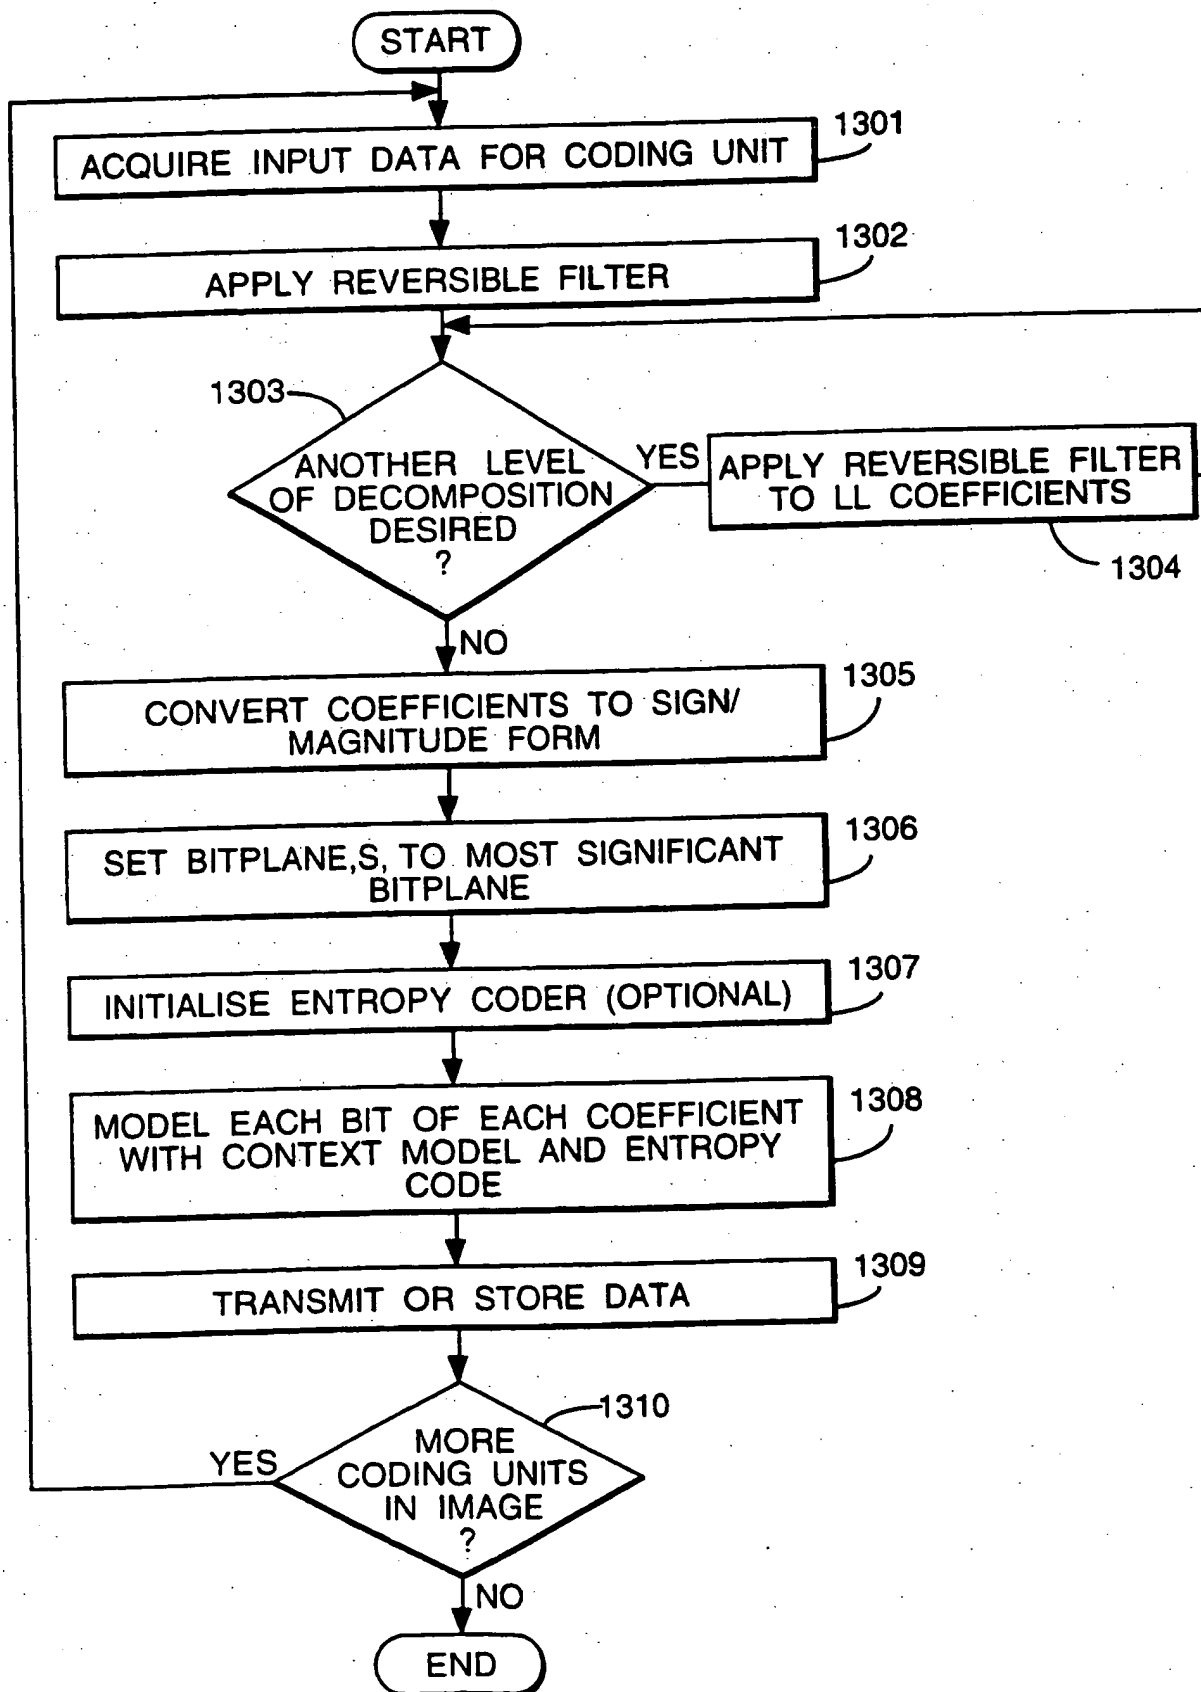 START
1301
ACQUIRE INPUT DATA FOR CODING UNIT
1302
APPLY REVERSIBLE FILTER
1303
ANOTHER LEVEL
OF DECOMPOSITION
DESIRED
?
YES
APPLY REVERSIBLE FILTER
TO LL COEFFICIENTS
1304
NO
1305
CONVERT COEFFICIENTS TO SIGN/
MAGNITUDE FORM
1306
SET BITPLANE,S, TO MOST SIGNIFICANT
BITPLANE
1307
INITIALISE ENTROPY CODER (OPTIONAL)
1308
MODEL EACH BIT OF EACH COEFFICIENT
WITH CONTEXT MODEL AND ENTROPY
CODE
1309
TRANSMIT OR STORE DATA
1310
MORE
CODING UNITS
IN IMAGE
?
YES
NO
END